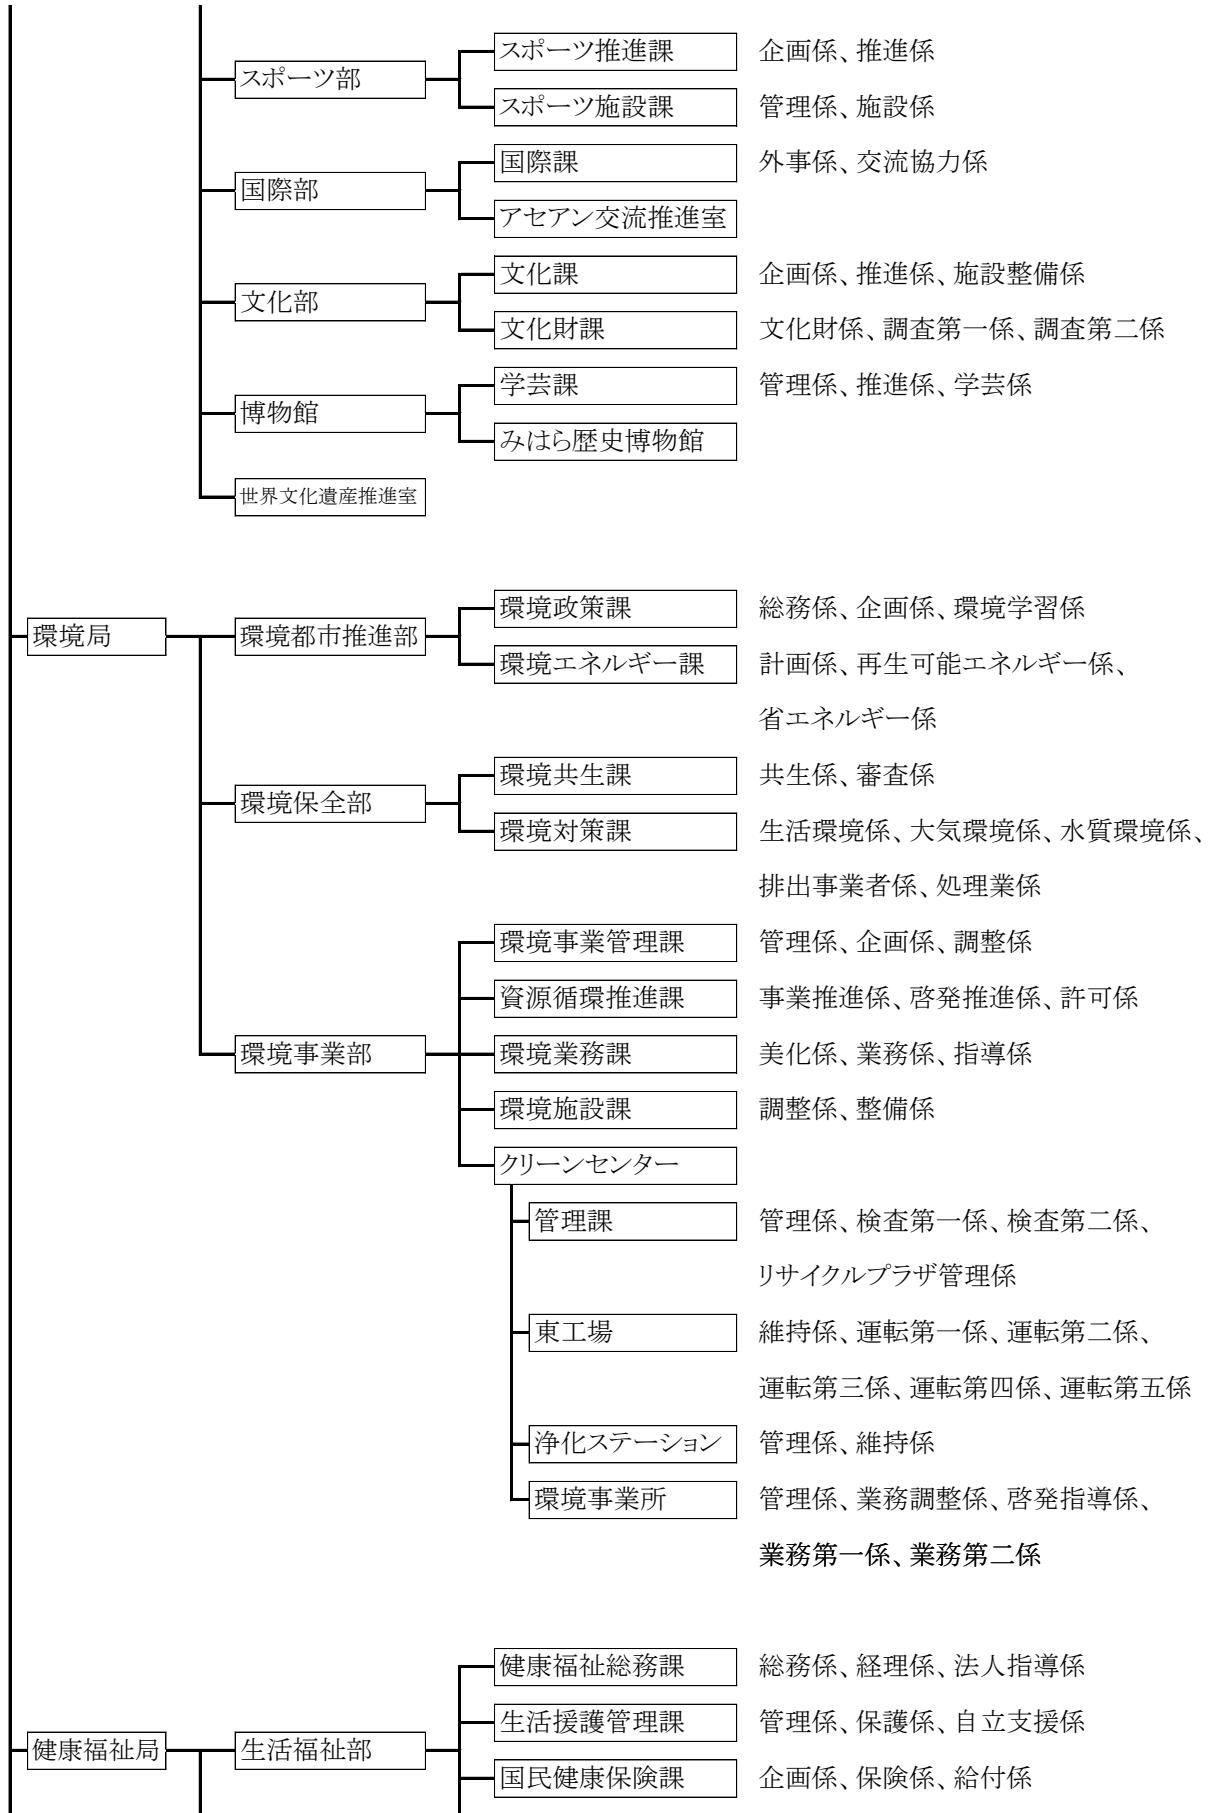 スポーツ推進課 企画係、推進係
スポーツ部
スポーツ施設課 管理係、施設係
国際課 外事係、交流協力係
国際部
アセアン交流推進室
文化課 企画係、推進係、施設整備係
文化部
文化財課 文化財係、調査第一係、調査第二係
学芸課 管理係、推進係、学芸係
博物館
みはら歴史博物館
世界文化遺産推進室
環境政策課 総務係、企画係、環境学習係
環境局 環境都市推進部
環境エネルギー課 計画係、再生可能エネルギー係、
省エネルギー係
環境共生課 共生係、審査係
環境保全部
環境対策課 生活環境係、大気環境係、水質環境係、
排出事業者係、処理業係
環境事業管理課 管理係、企画係、調整係
資源循環推進課 事業推進係、啓発推進係、許可係
環境事業部 環境業務課 美化係、業務係、指導係
環境施設課 調整係、整備係
クリーンセンター
管理課 管理係、検査第一係、検査第二係、
リサイクルプラザ管理係
東工場 維持係、運転第一係、運転第二係、
運転第三係、運転第四係、運転第五係
浄化ステーション 管理係、維持係
環境事業所 管理係、業務調整係、啓発指導係、
業務第一係、業務第二係
健康福祉総務課 総務係、経理係、法人指導係
生活援護管理課 管理係、保護係、自立支援係
健康福祉局 生活福祉部
国民健康保険課 企画係、保険係、給付係